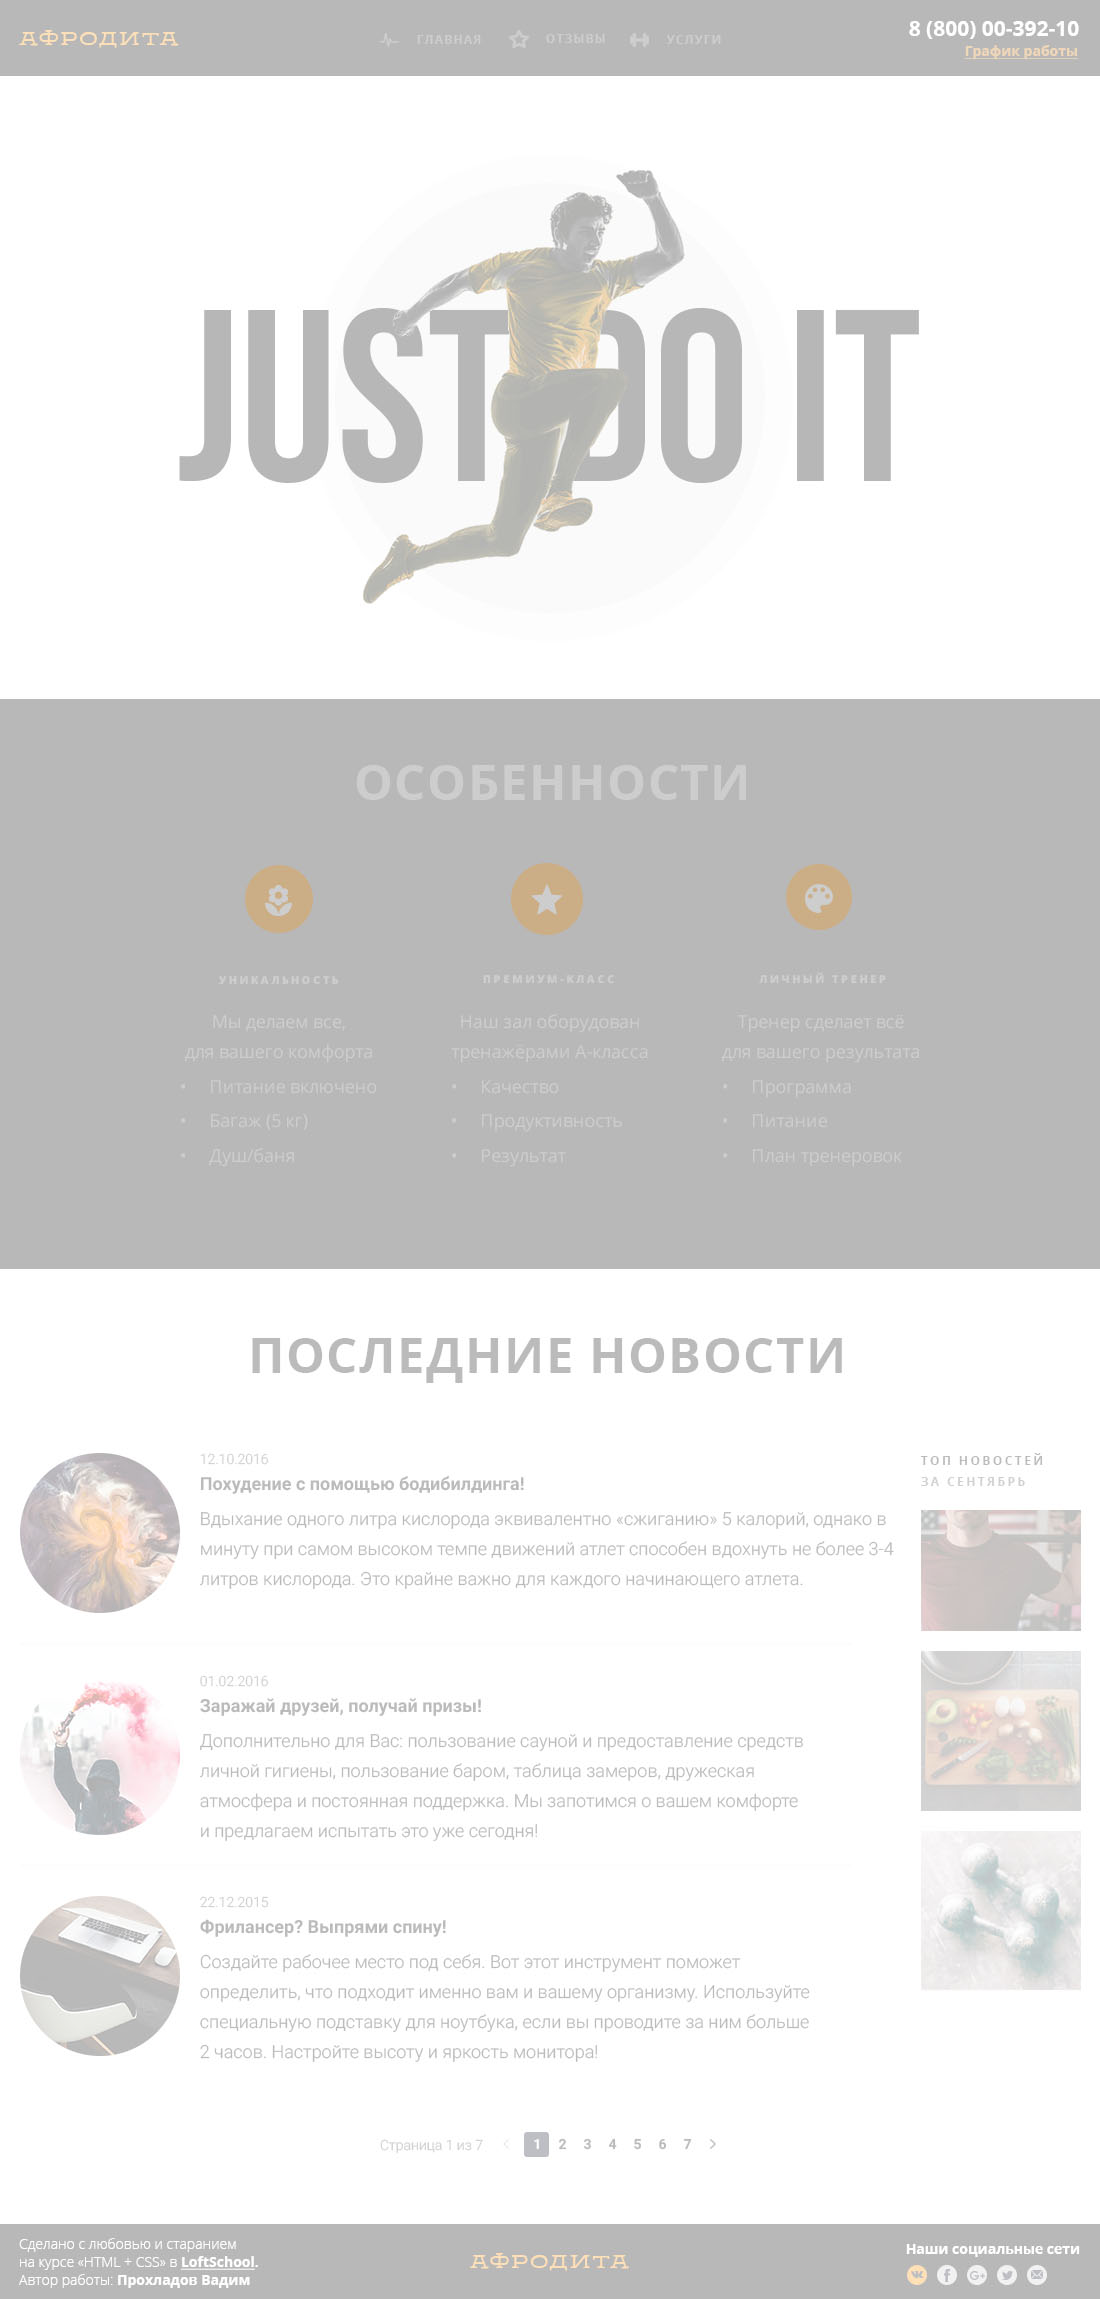 АФРОДИТА
ГЛАВНАЯ
ОТЗЫВЫ
УСЛУГИ
8 (800) 00-392-10
График работы
JUST DO IT
ОСОБЕННОСТИ
УНИКАЛЬНОСТЬ
Мы делаем все,
для вашего комфорта
• Питание включено
• Багаж (5 кг)
• Душ/баня
ПРЕМИУМ-КЛАСС
Наш зал оборудован
тренажёрами А-класса
• Качество
• Продуктивность
• Результат
ЛИЧНЫЙ ТРЕНЕР
Тренер сделает всё
для вашего результата
• Программа
• Питание
• План тренеровок
ПОСЛЕДНИЕ НОВОСТИ
12.10.2016
Похудение с помощью бодибилдинга!
Вдыхание одного литра кислорода эквивалентно «сжиганию» 5 калорий, однако в
минуту при самом высоком темпе движений атлет способен вдохнуть не более 3-4
литров кислорода. Это крайне важно для каждого начинающего атлета.
01.02.2016
Заражай друзей, получай призы!
Дополнительно для Вас: пользование сауной и предоставление средств
личной гигиены, пользование баром, таблица замеров, дружеская
атмосфера и постоянная поддержка. Мы запотимся о вашем комфорте
и предлагаем испытать это уже сегодня!
22.12.2015
Фрилансер? Выпрями спину!
Создайте рабочее место под себя. Вот этот инструмент поможет
определить, что подходит именно вам и вашему организму. Используйте
специальную подставку для ноутбука, если вы проводите за ним больше
2 часов. Настройте высоту и яркость монитора!
ТОП НОВОСТЕЙ
ЗА СЕНТЯБРЬ
Страница 1 из 7 ‹ 1 2 3 4 5 6 7 ›
Сделано с любовью и старанием
на курсе «HTML + CSS» в LoftSchool.
Автор работы: Прохладов Вадим
АФРОДИТА
Наши социальные сети